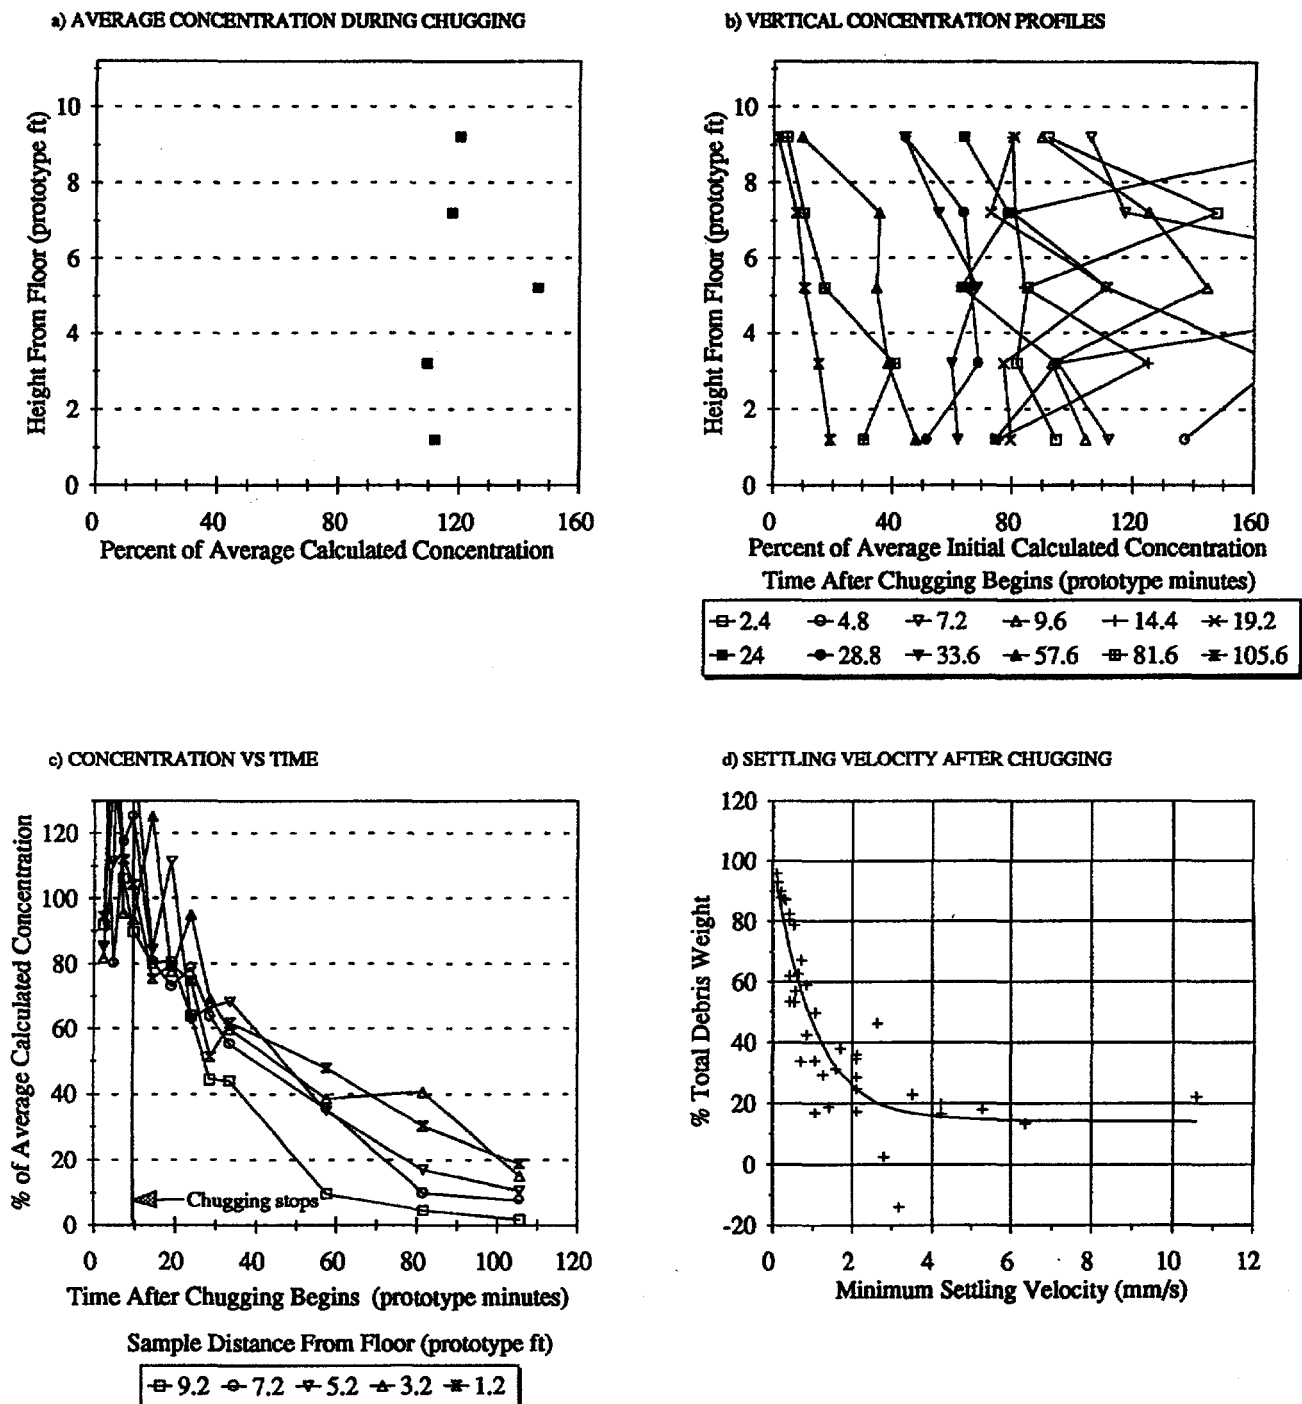 a) AVERAGE CONCENTRATION DURING CHUGGING
10
8
6
4
2
0
Height From Floor (prototype ft)
0 40 80 120 160
Percent of Average Calculated Concentration
b) VERTICAL CONCENTRATION PROFILES
10
8
6
4
2
0
Height From Floor (prototype ft)
0 40 80 120 160
Percent of Average Initial Calculated Concentration
Time After Chugging Begins (prototype minutes)
2.4 4.8 7.2 9.6 14.4 19.2
24 28.8 33.6 57.6 81.6 105.6
c) CONCENTRATION VS TIME
120
100
80
60
40
20
0
% of Average Calculated Concentration
Chugging stops
0 20 40 60 80 100 120
Time After Chugging Begins (prototype minutes)
Sample Distance From Floor (prototype ft)
9.2 7.2 5.2 3.2 1.2
d) SETTLING VELOCITY AFTER CHUGGING
120
100
80
60
40
20
0
-20
% Total Debris Weight
0 2 4 6 8 10 12
Minimum Settling Velocity (mm/s)